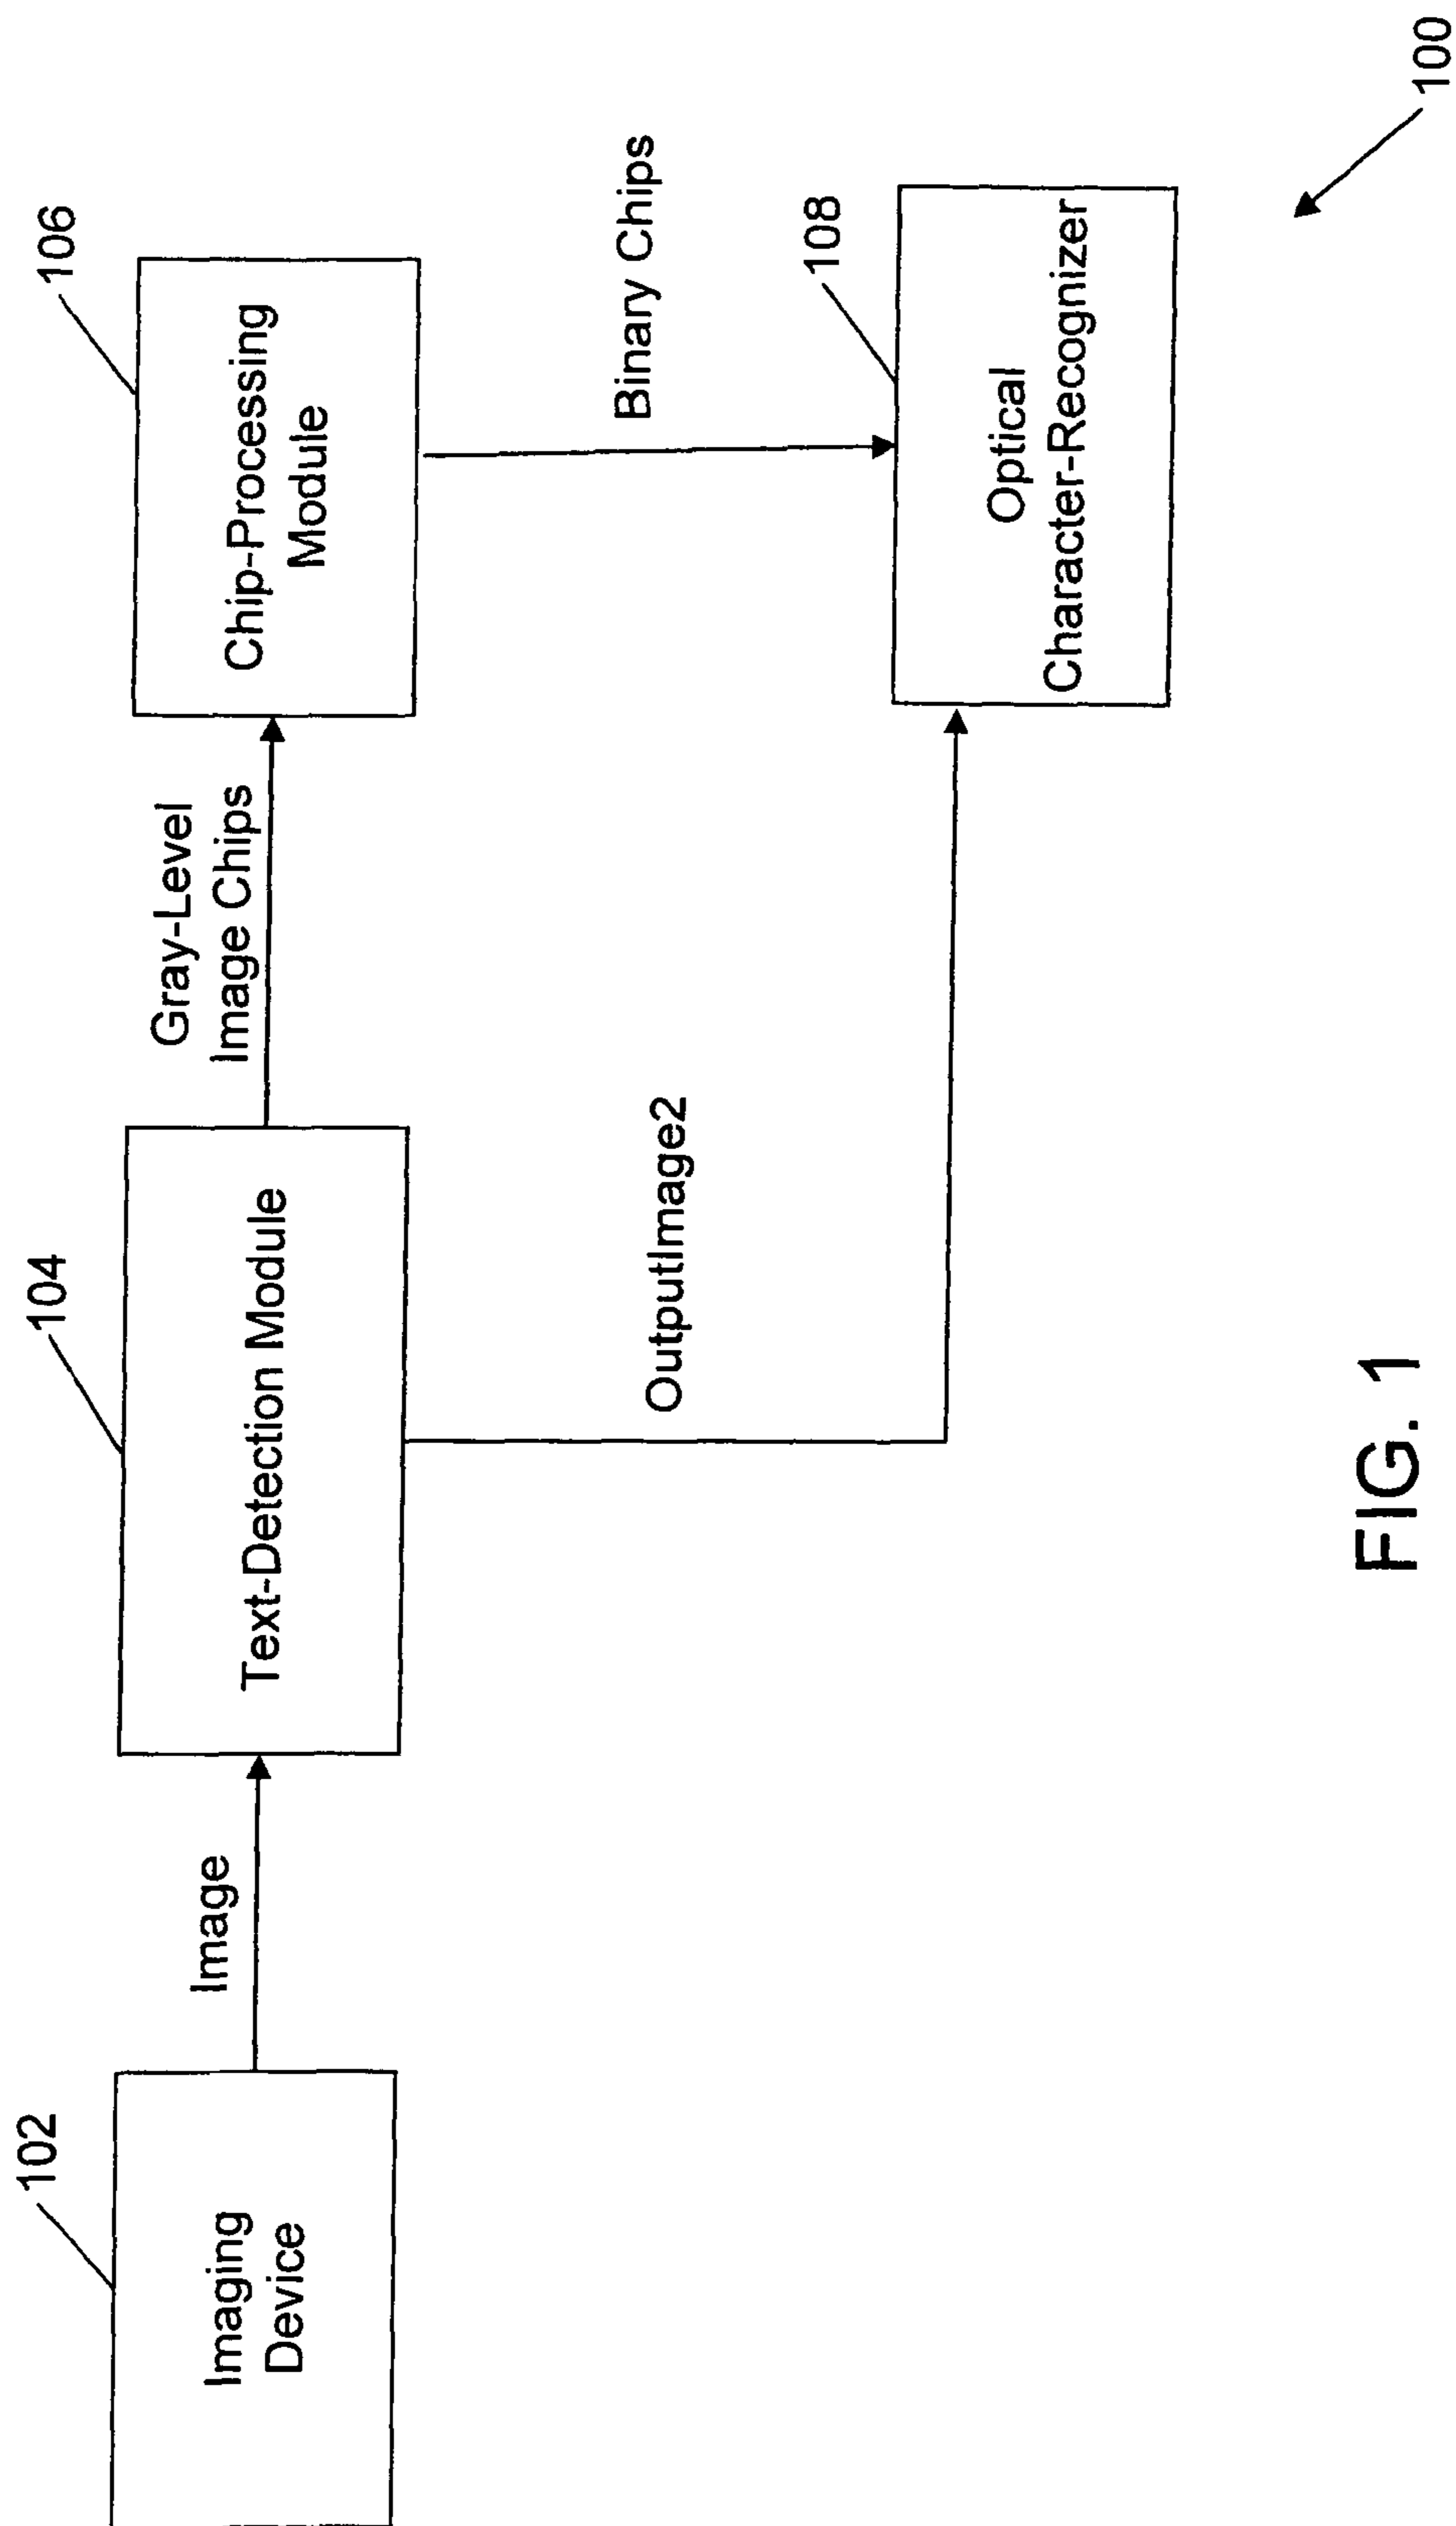 102
Imaging
Device
Image
104
Text-Detection Module
Gray-Level
Image Chips
106
Chip-Processing
Module
OutputImage2
Binary Chips
108
Optical
Character-Recognizer
100
FIG. 1